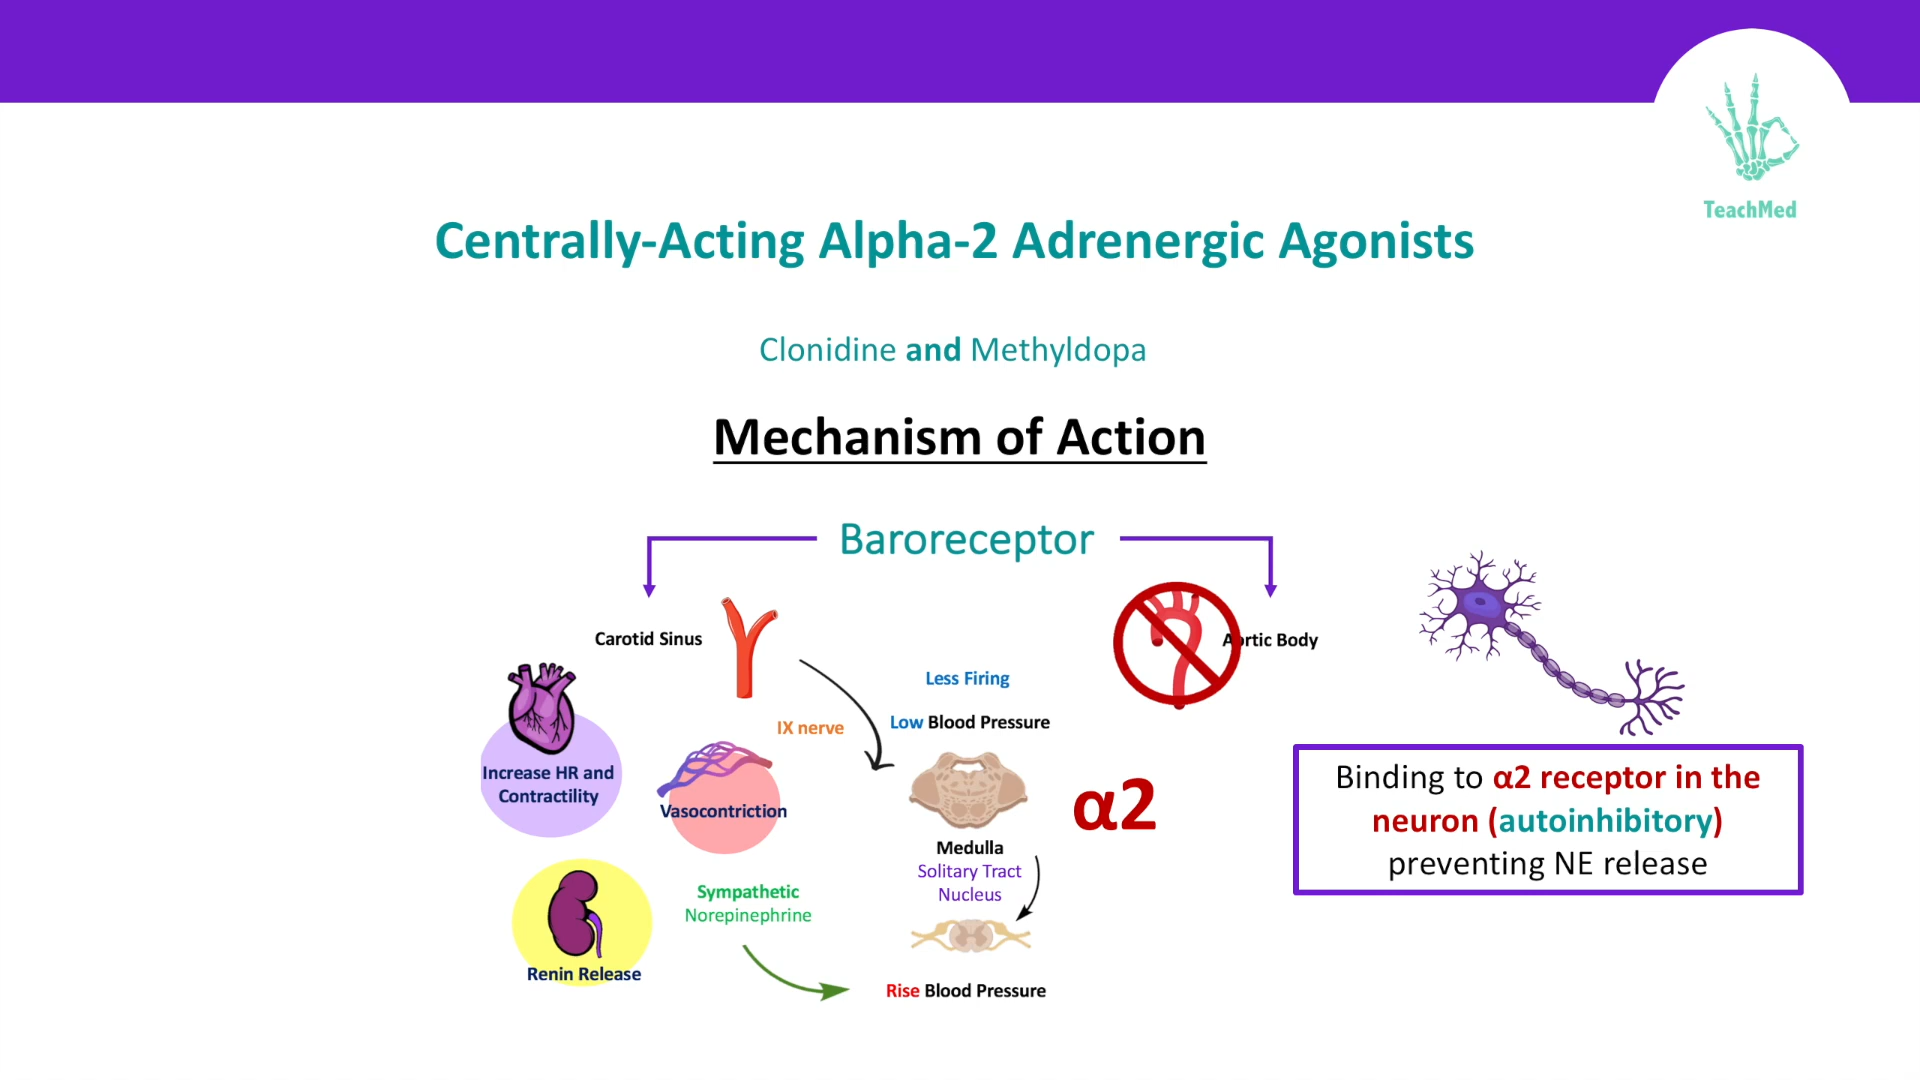 TeachMed
Centrally-Acting Alpha-2 Adrenergic Agonists
Clonidine and Methyldopa
Mechanism of Action
Baroreceptor
Carotid Sinus
Aortic Body
Less Firing
IX nerve
Low Blood Pressure
Increase HR and
Contractility
Vasocontriction
α2
Binding to α2 receptor in the
neuron (autoinhibitory)
preventing NE release
Medulla
Solitary Tract
Nucleus
Sympathetic
Norepinephrine
Renin Release
Rise Blood Pressure